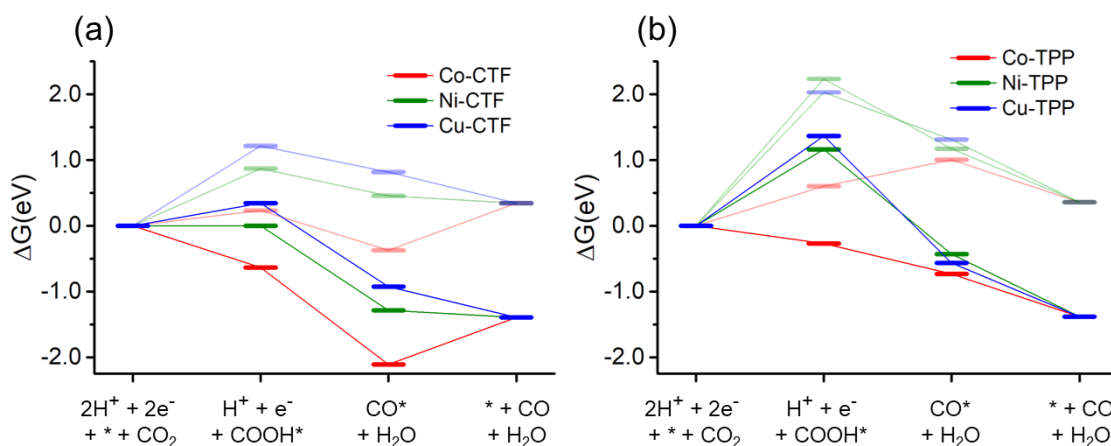 (a)
ΔG(eV)
2.0
1.0
0.0
-1.0
-2.0
Co-CTF
Ni-CTF
Cu-CTF
2H⁺ + 2e⁻
+ * + CO₂
H⁺ + e⁻
+ COOH*
CO*
+ H₂O
* + CO
+ H₂O
(b)
ΔG(eV)
2.0
1.0
0.0
-1.0
-2.0
Co-TPP
Ni-TPP
Cu-TPP
2H⁺ + 2e⁻
+ * + CO₂
H⁺ + e⁻
+ COOH*
CO*
+ H₂O
* + CO
+ H₂O